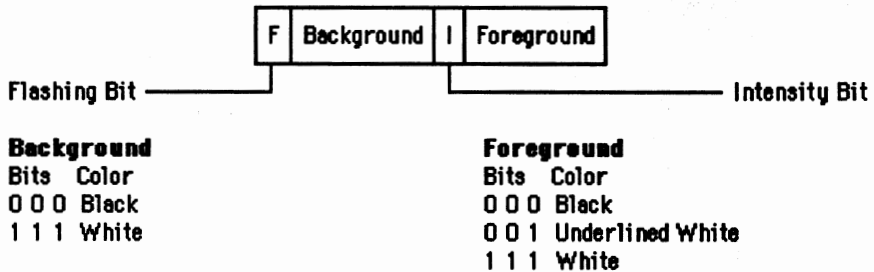 F Background I Foreground
Flashing Bit Intensity Bit
Background
Bits Color
0 0 0 Black
1 1 1 White
Foreground
Bits Color
0 0 0 Black
0 0 1 Underlined White
1 1 1 White